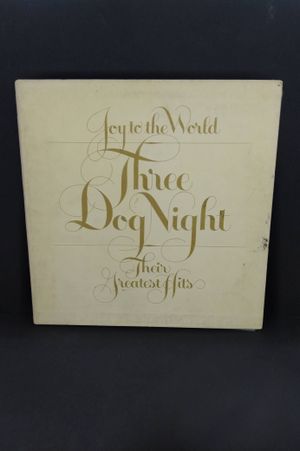 Joy to the World
Three
Dog Night
Their
Greatest Hits